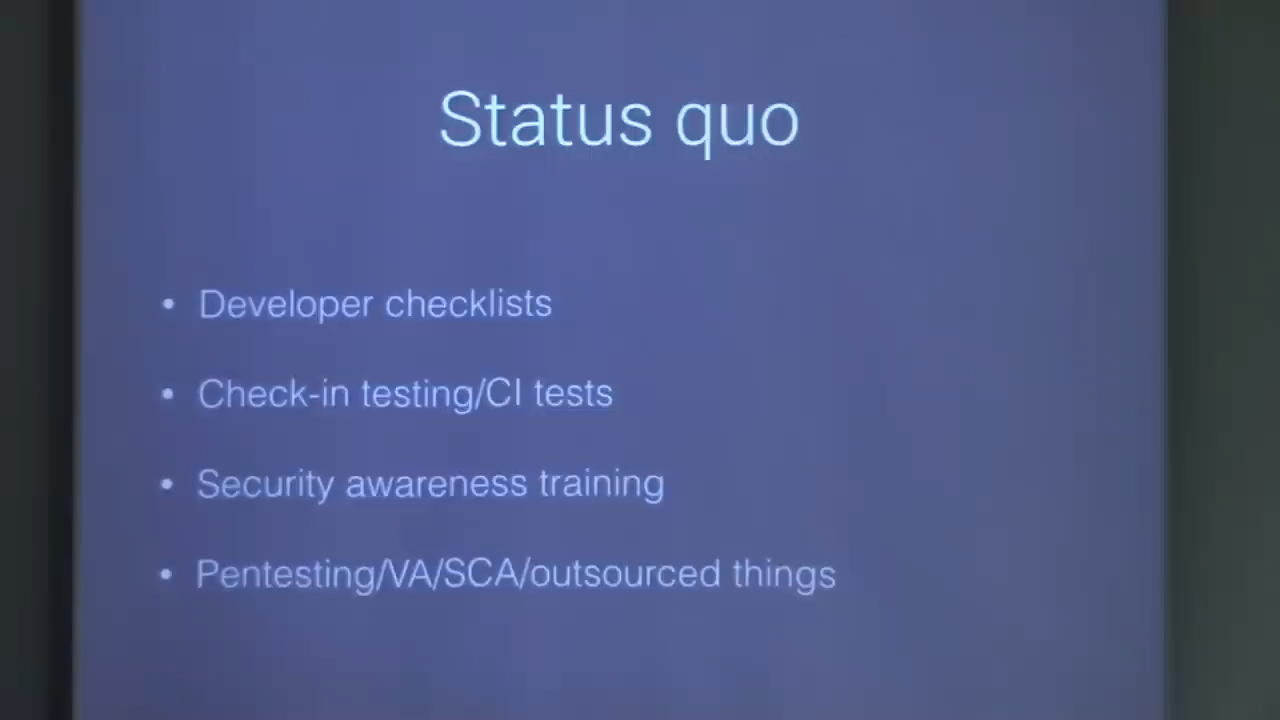 Status quo
• Developer checklists
• Check-in testing/CI tests
• Security awareness training
• Pentesting/VA/SCA/outsourced things